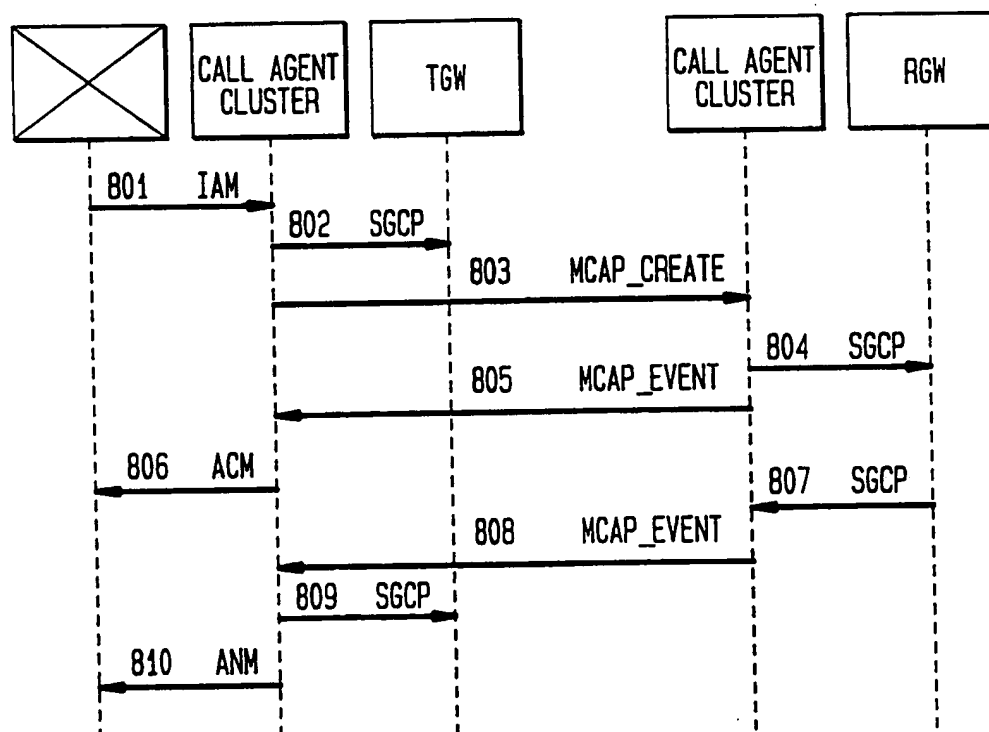 CALL AGENT
CLUSTER
TGW
CALL AGENT
CLUSTER
RGW
801 IAM
802 SGCP
803 MCAP_CREATE
804 SGCP
805 MCAP_EVENT
806 ACM
807 SGCP
808 MCAP_EVENT
809 SGCP
810 ANM